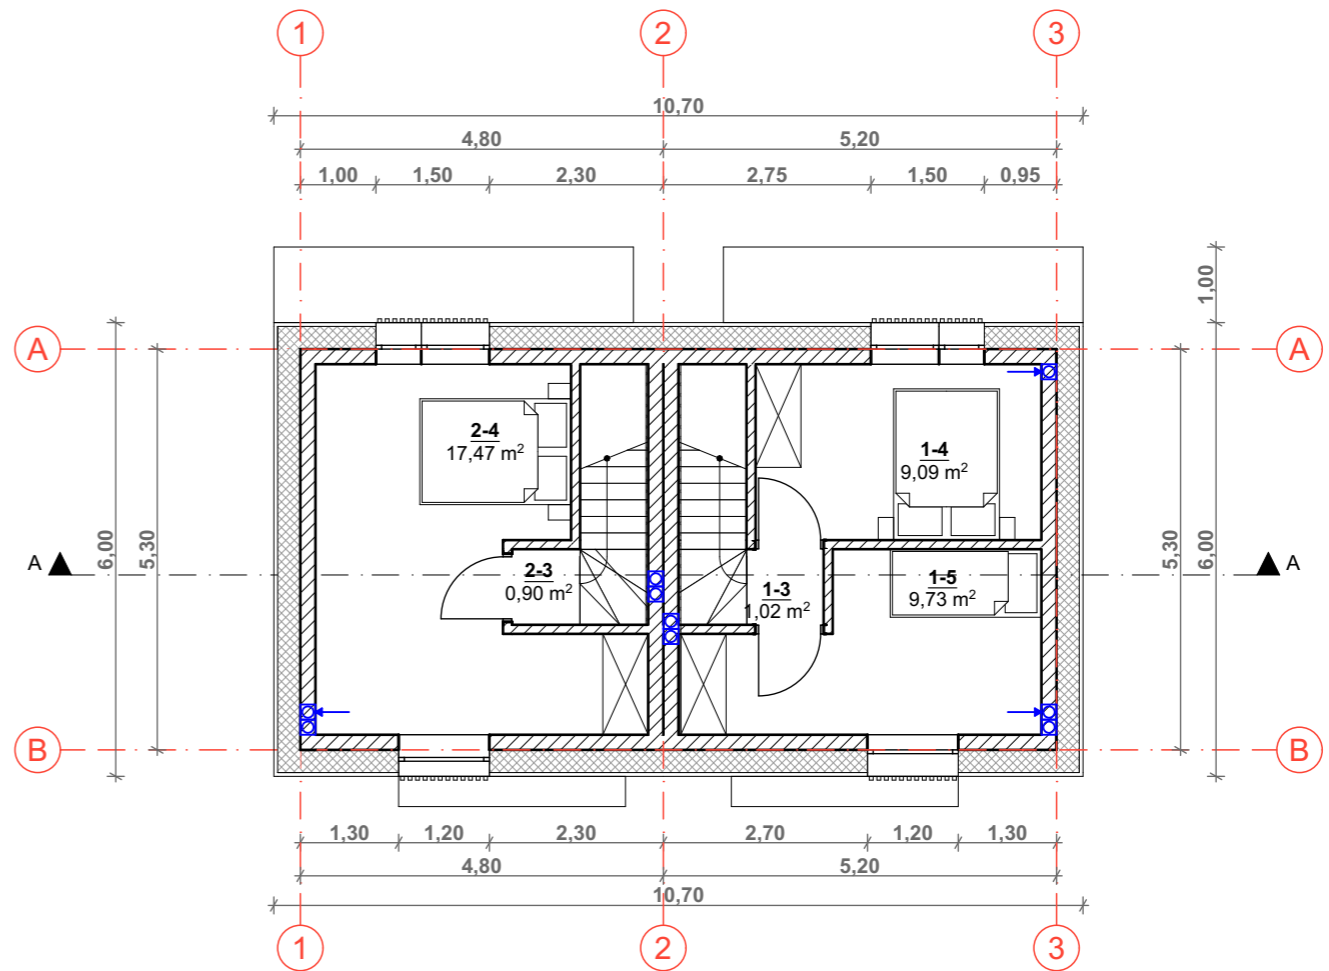 1 2 3
10,70
4,80 5,20
1,00 1,50 2,30 2,75 1,50 0,95
1,00
A A
2-4
17,47 m²
1-4
9,09 m²
6,00 5,30 5,30 6,00
A A
2-3
0,90 m²
1-3
1,02 m²
1-5
9,73 m²
B B
1,30 1,20 2,30 2,70 1,20 1,30
4,80 5,20
10,70
1 2 3